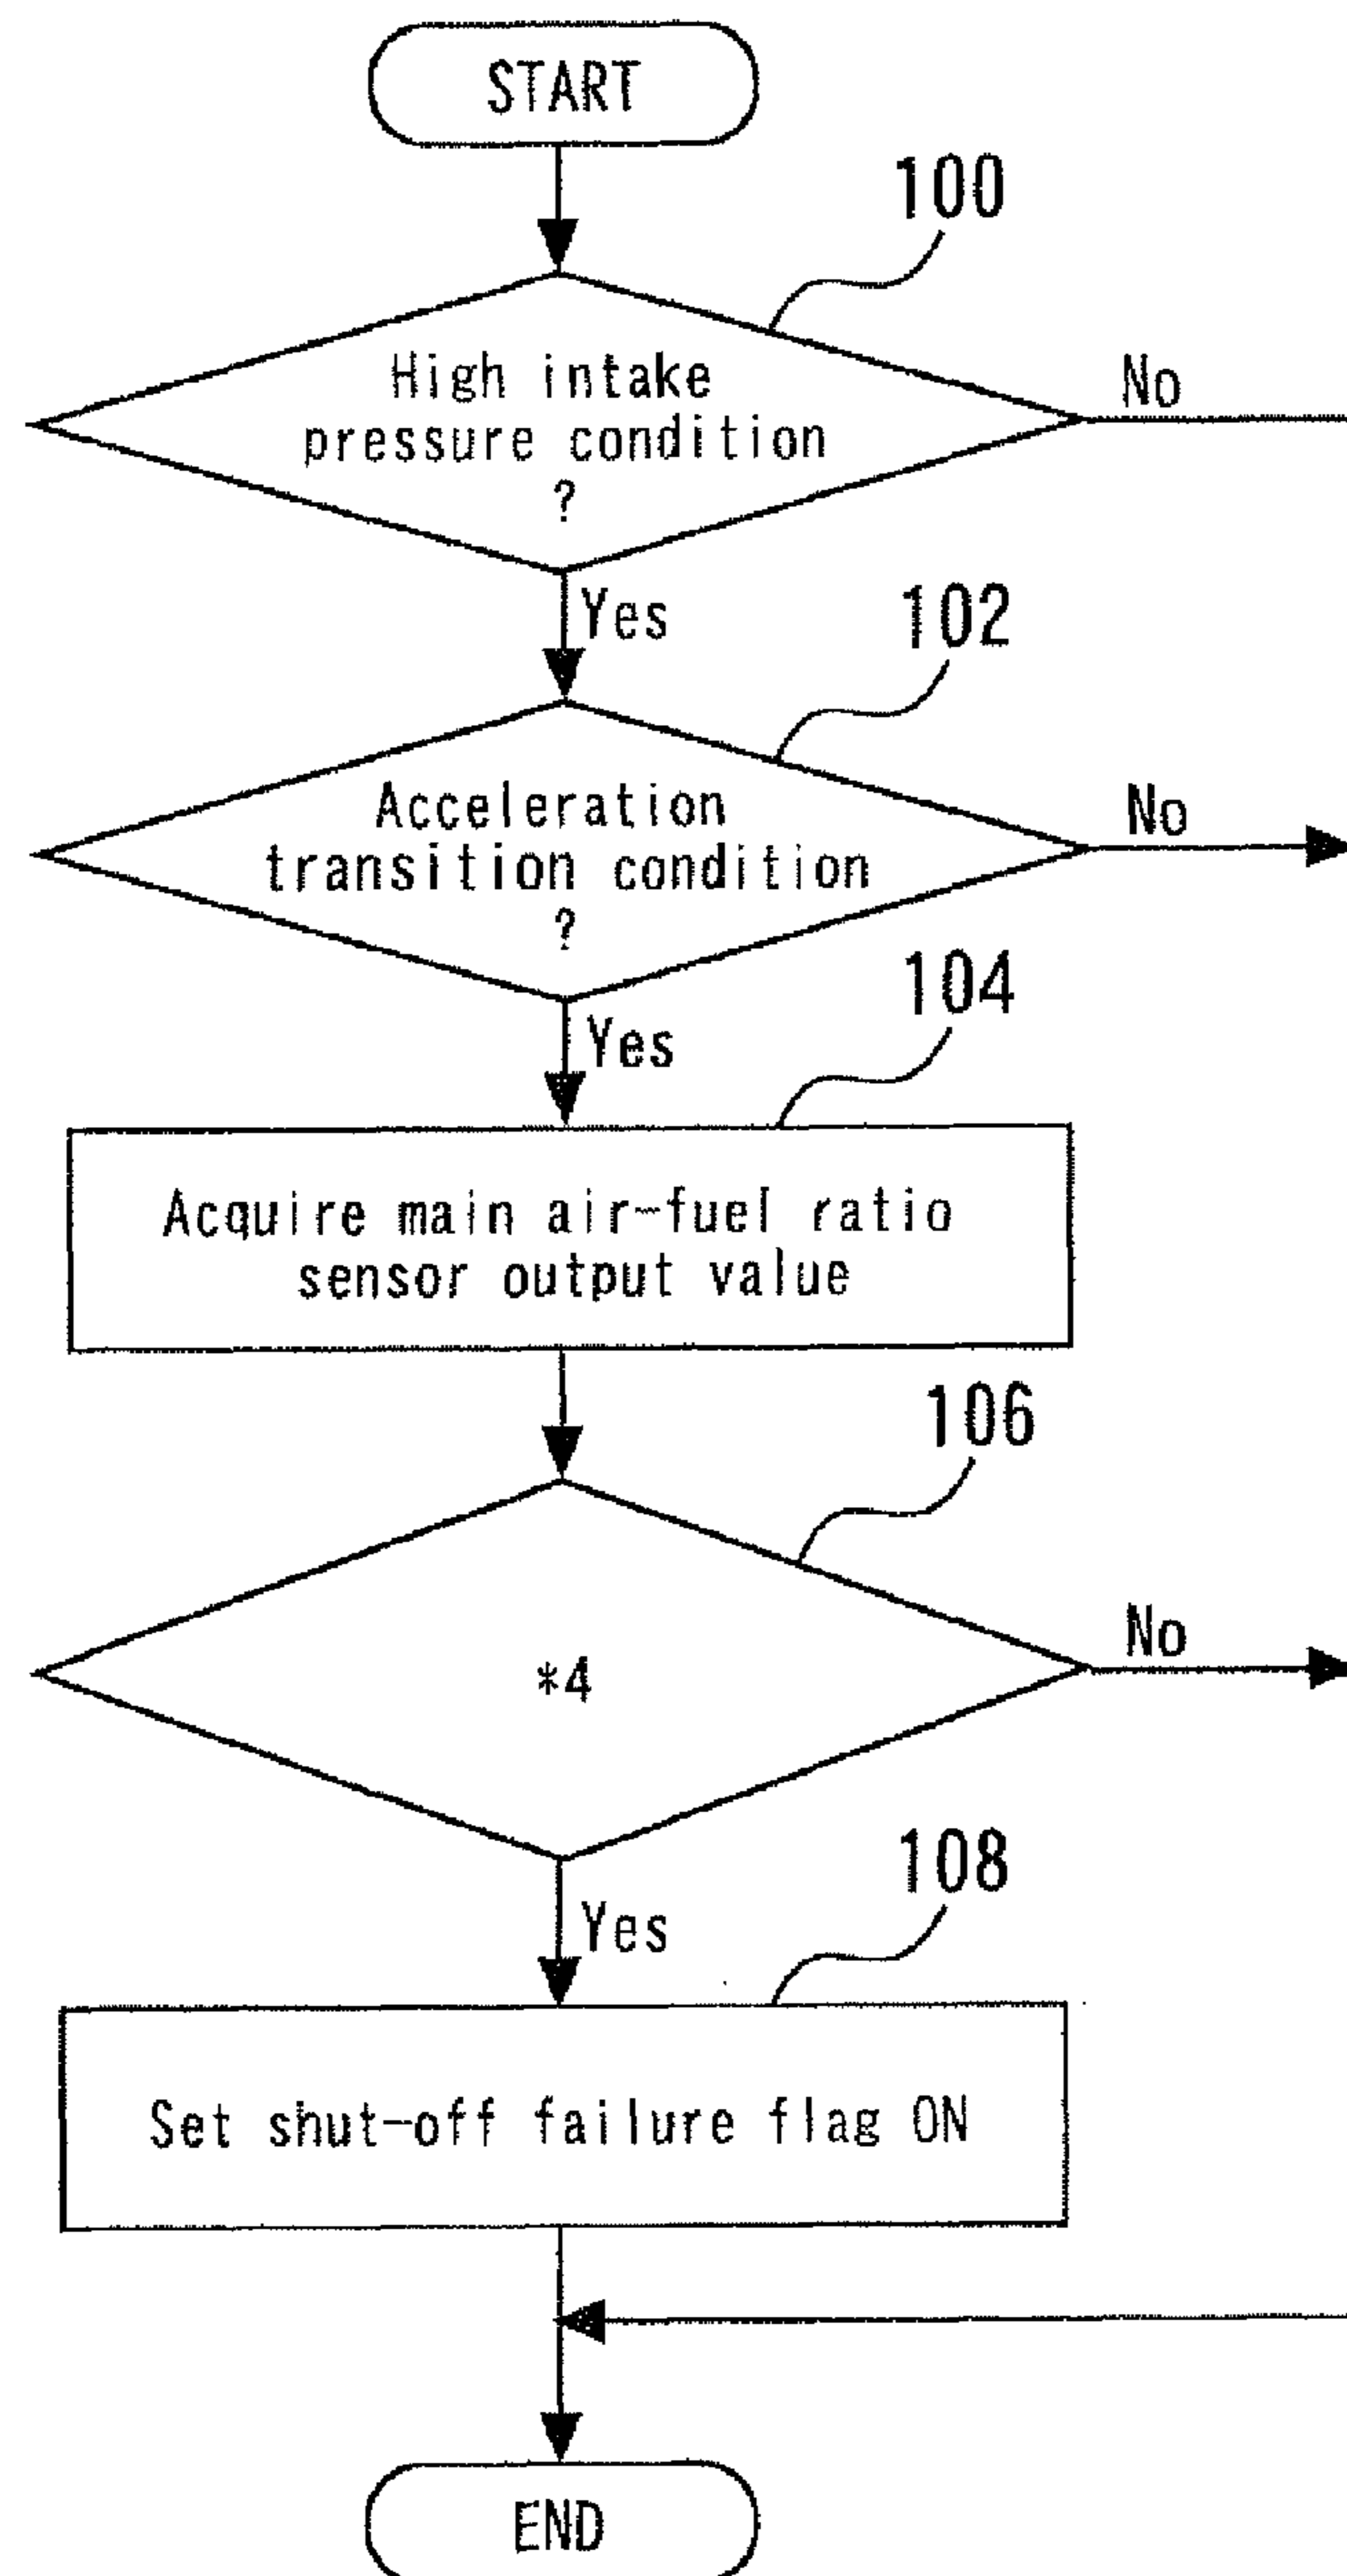 START
100
High intake
pressure condition
?
No
Yes
102
Acceleration
transition condition
?
No
Yes
104
Acquire main air-fuel ratio
sensor output value
106
*4
No
Yes
108
Set shut-off failure flag ON
END